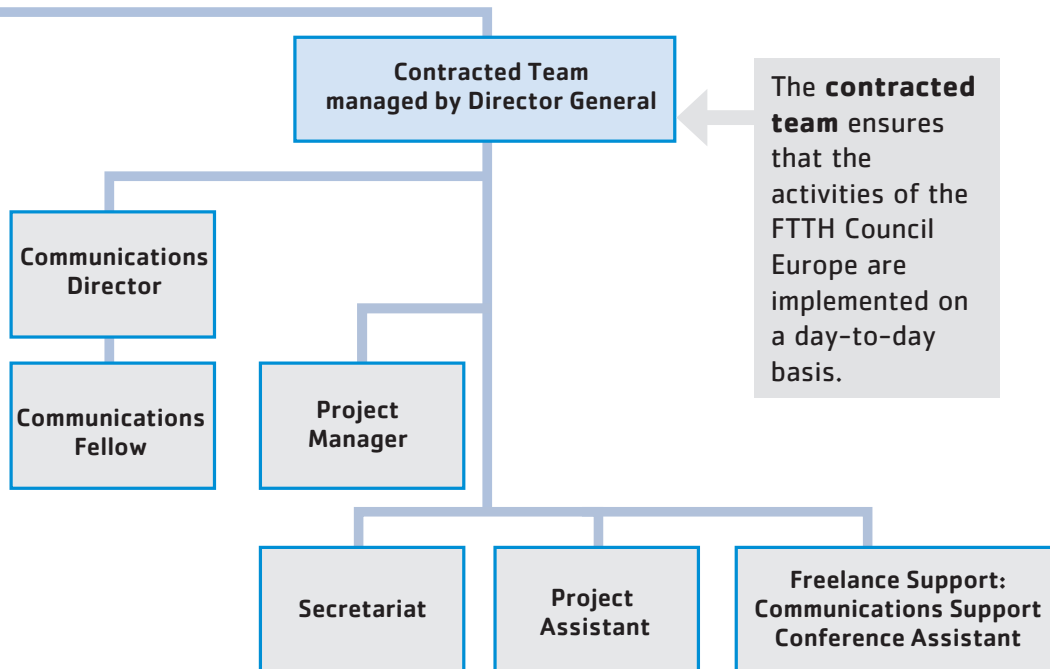 Contracted Team
managed by Director General
The contracted
team ensures
that the
activities of the
FTTH Council
Europe are
implemented on
a day-to-day
basis.
Communications
Director
Communications
Fellow
Project
Manager
Secretariat
Project
Assistant
Freelance Support:
Communications Support
Conference Assistant